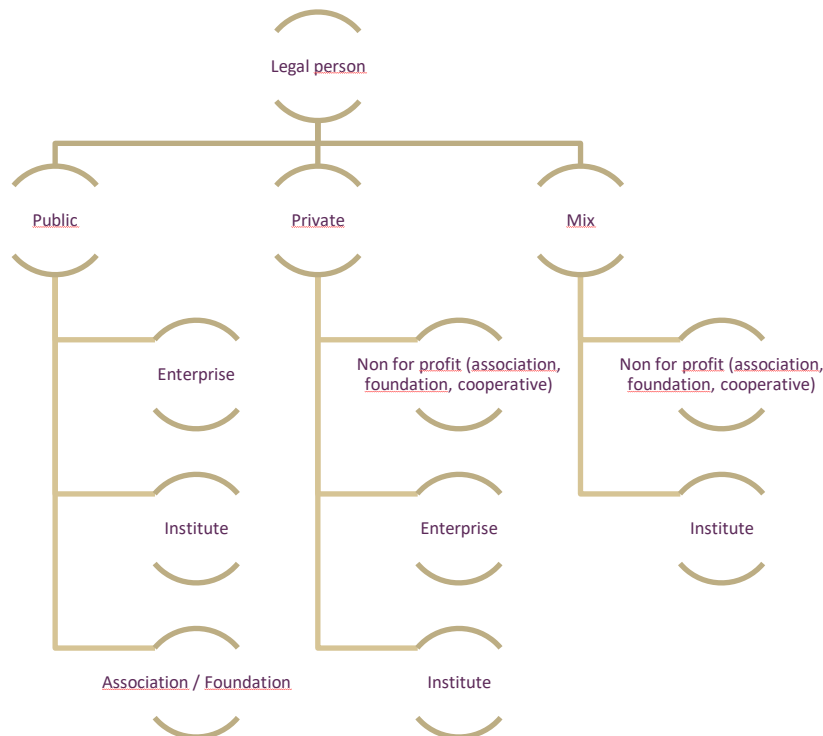 Legal person
Public
Private
Mix
Enterprise
Non for profit (association,
foundation, cooperative)
Non for profit (association,
foundation, cooperative)
Institute
Enterprise
Institute
Association / Foundation
Institute